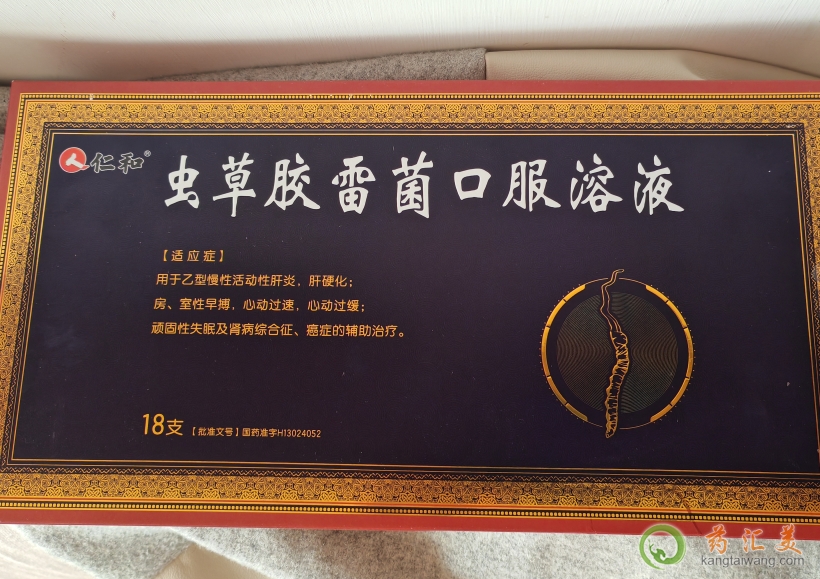 仁和®
虫草胶雷菌口服溶液
【适应症】
用于乙型慢性活动性肝炎，肝硬化；
房、室性早搏，心动过速，心动过缓；
顽固性失眠及肾病综合征、癌症的辅助治疗。
18支【批准文号】国药准字H13024052
药汇美
kangtaiwang.com